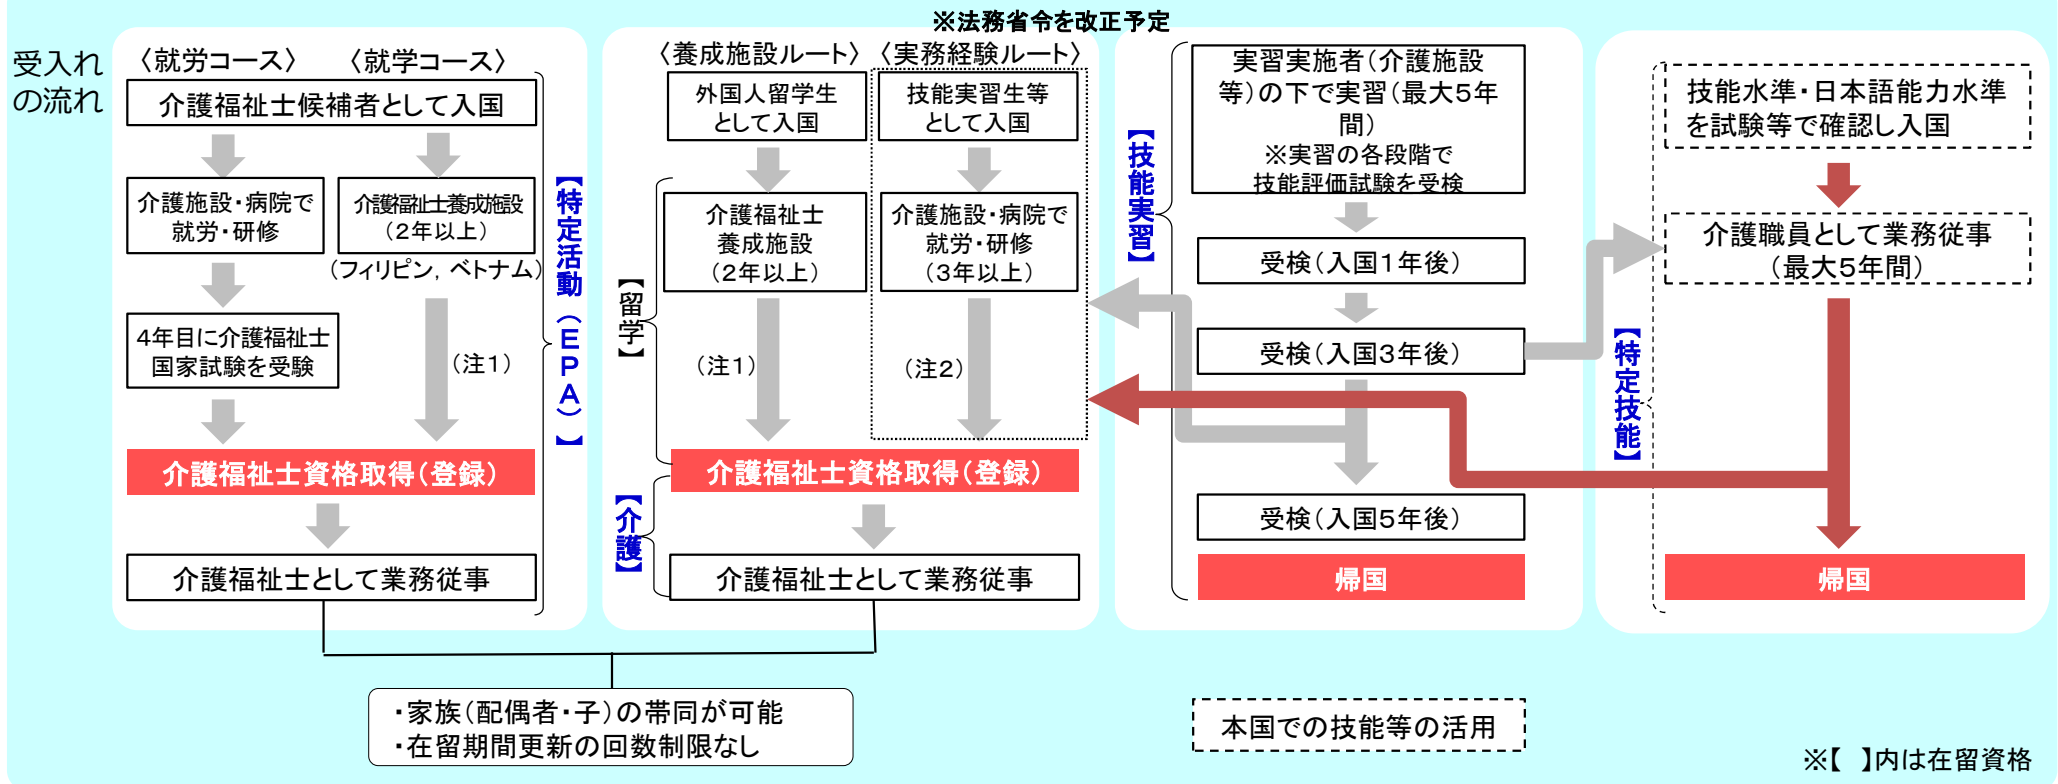 ※法務省令を改正予定
受入れ
の流れ
〈就労コース〉
〈就学コース〉
介護福祉士候補者として入国
介護施設・病院で
就労・研修
介護福祉士養成施設
（２年以上）
（フィリピン，ベトナム）
４年目に介護福祉士
国家試験を受験
（注１）
介護福祉士資格取得（登録）
介護福祉士として業務従事
【特定活動（ＥＰＡ）】
〈養成施設ルート〉
〈実務経験ルート〉
外国人留学生
として入国
技能実習生等
として入国
介護福祉士
養成施設
（２年以上）
介護施設・病院で
就労・研修
（３年以上）
【留学】
（注１）
（注２）
介護福祉士資格取得（登録）
【介護】
介護福祉士として業務従事
・家族（配偶者・子）の帯同が可能
・在留期間更新の回数制限なし
【技能実習】
実習実施者（介護施設
等）の下で実習（最大５年
間）
※実習の各段階で
技能評価試験を受検
受検（入国１年後）
受検（入国３年後）
受検（入国５年後）
帰国
本国での技能等の活用
【特定技能】
技能水準・日本語能力水準
を試験等で確認し入国
介護職員として業務従事
（最大５年間）
帰国
※【　】内は在留資格